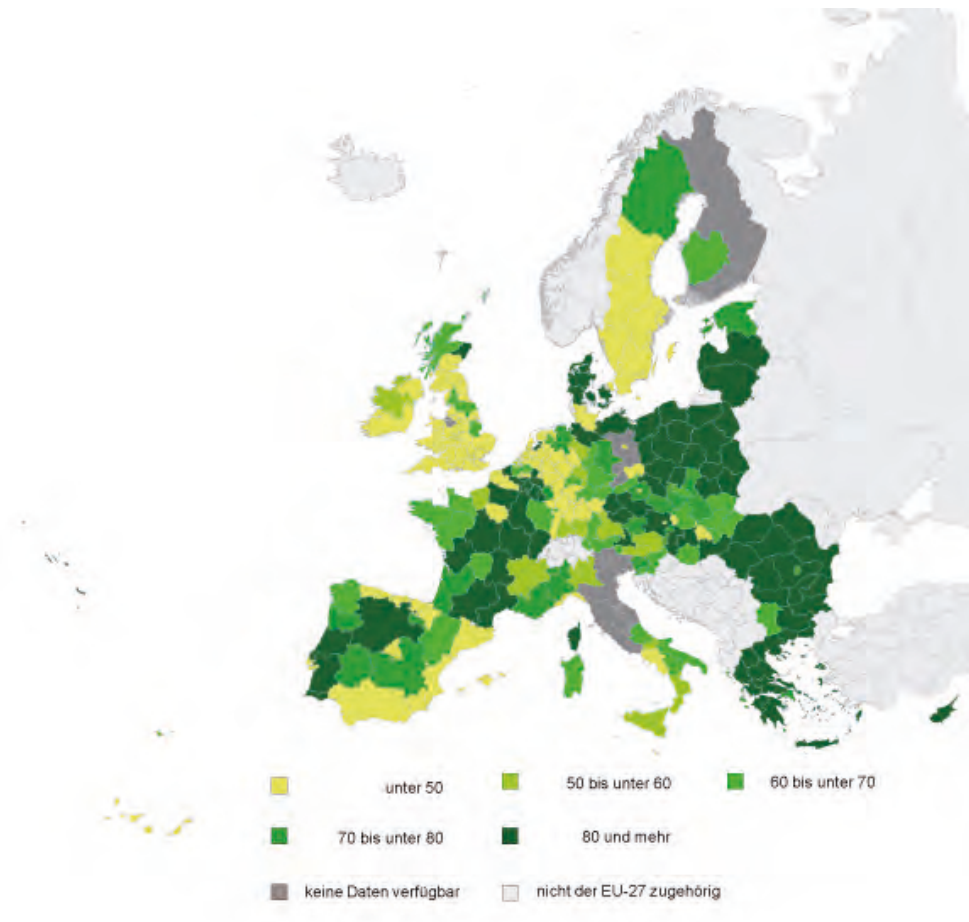 unter 50
50 bis unter 60
60 bis unter 70
70 bis unter 80
80 und mehr
keine Daten verfügbar
nicht der EU-27 zugehörig